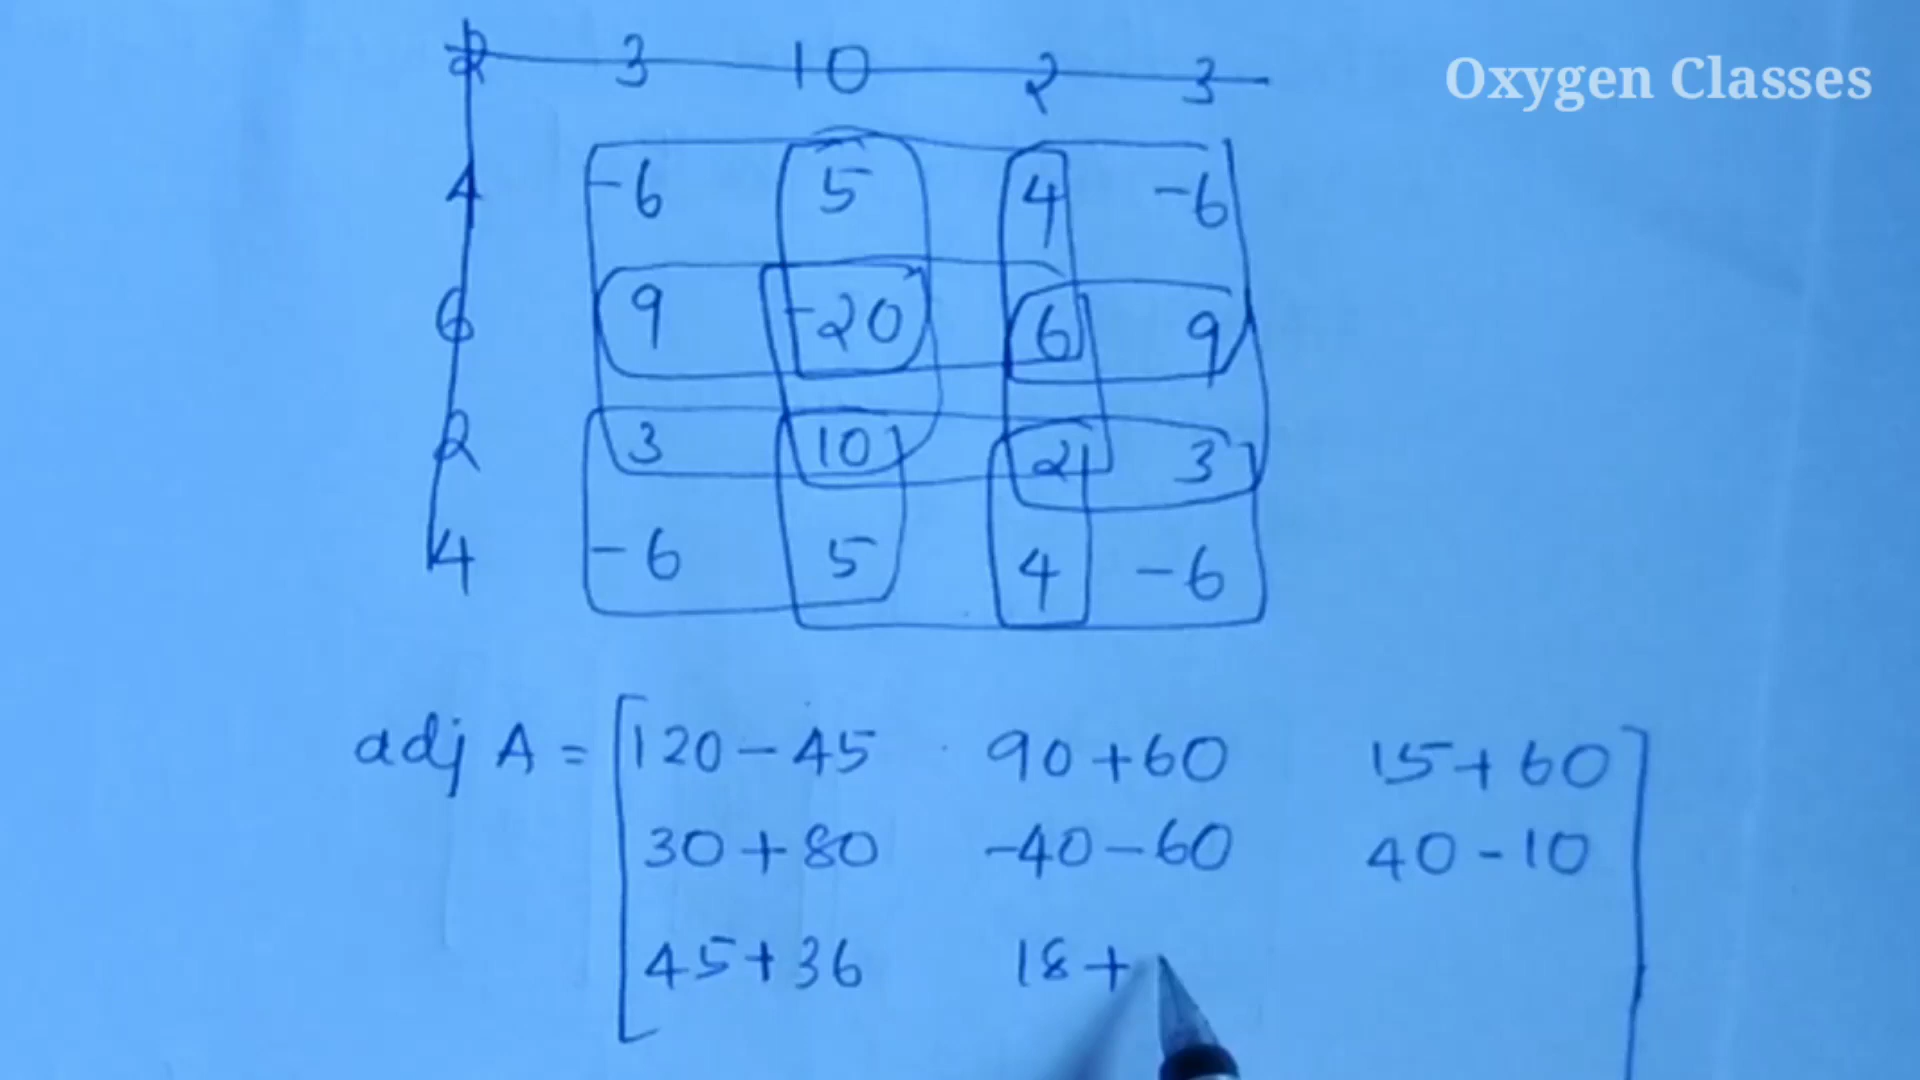 Oxygen Classes
2 3 10 2 3
4 -6 5 4 -6
6 9 -20 6 9
2 3 10 2 3
4 -6 5 4 -6
adj A = [120-45 90+60 15+60]
30+80 -40-60 40-10
45+36 18+